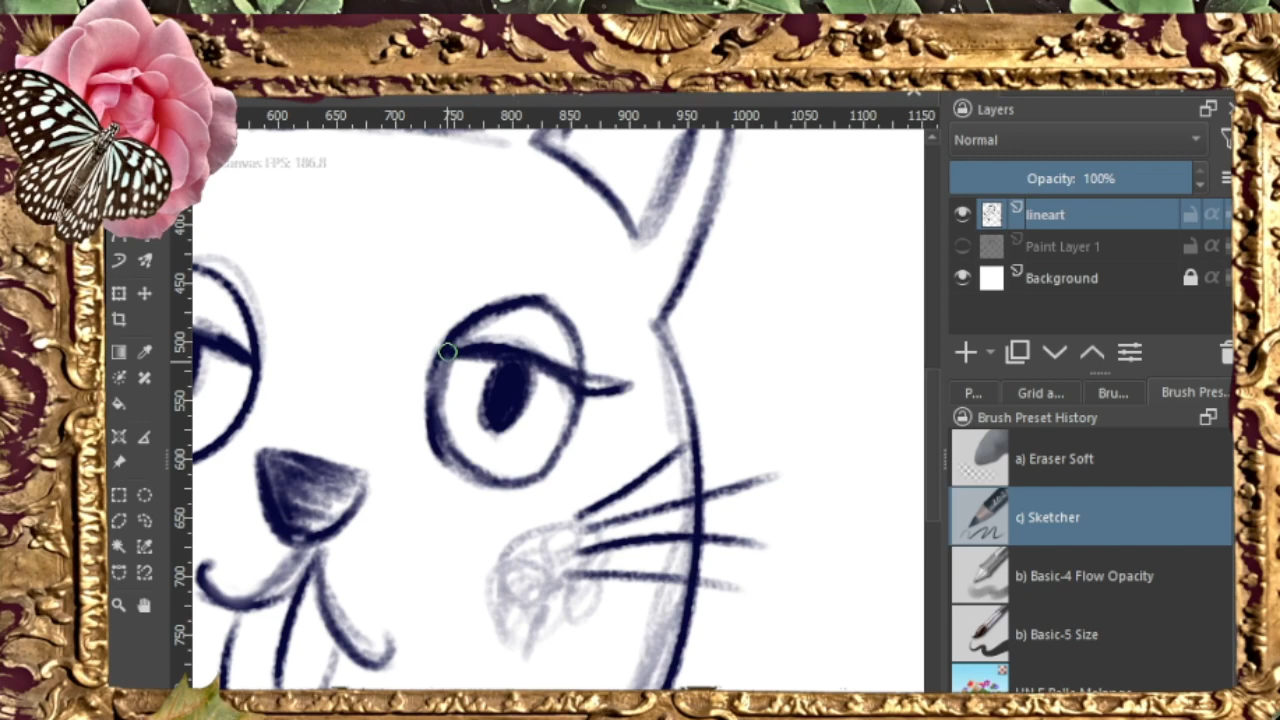 600 650 700 750 800 850 900 950 1000 1050 1100 1150
Canvas FPS: 186.8
450
500
550
600
650
700
750
Layers
Normal
Opacity: 100%
lineart
Paint Layer 1
Background
P... Grid a... Bru... Brush Pres...
Brush Preset History
a) Eraser Soft
c) Sketcher
b) Basic-4 Flow Opacity
b) Basic-5 Size